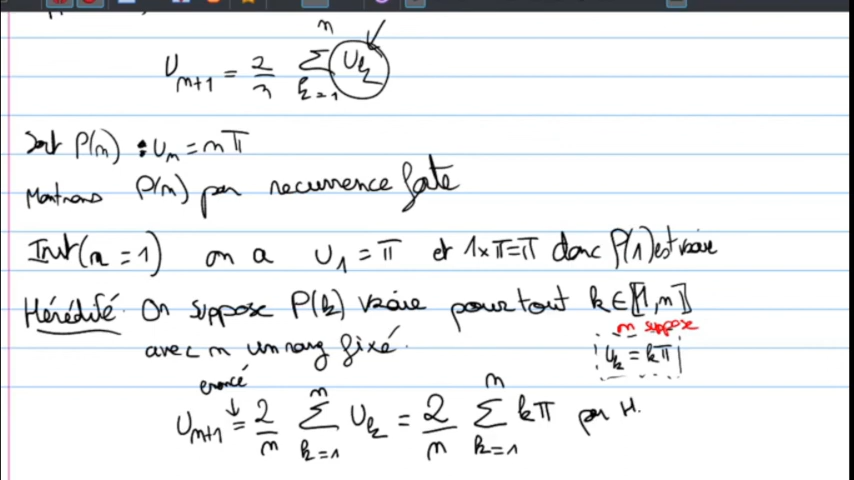 U_{n+1} = 2/n ∑_{k=1}^{n} U_k
Soit P(n) : U_n = nπ
Montrons P(n) par recurrence forte
Init (n = 1) on a U_1 = π et 1×π=π donc P(1) est vraie
Hérédité. On suppose P(k) vraie pour tout k ∈ [[1,n]]
avec n un rang fixé.
on suppose
U_k = kπ
énoncé
U_{n+1} = 2/n ∑_{k=1}^{n} U_k = 2/n ∑_{k=1}^{n} kπ par H.